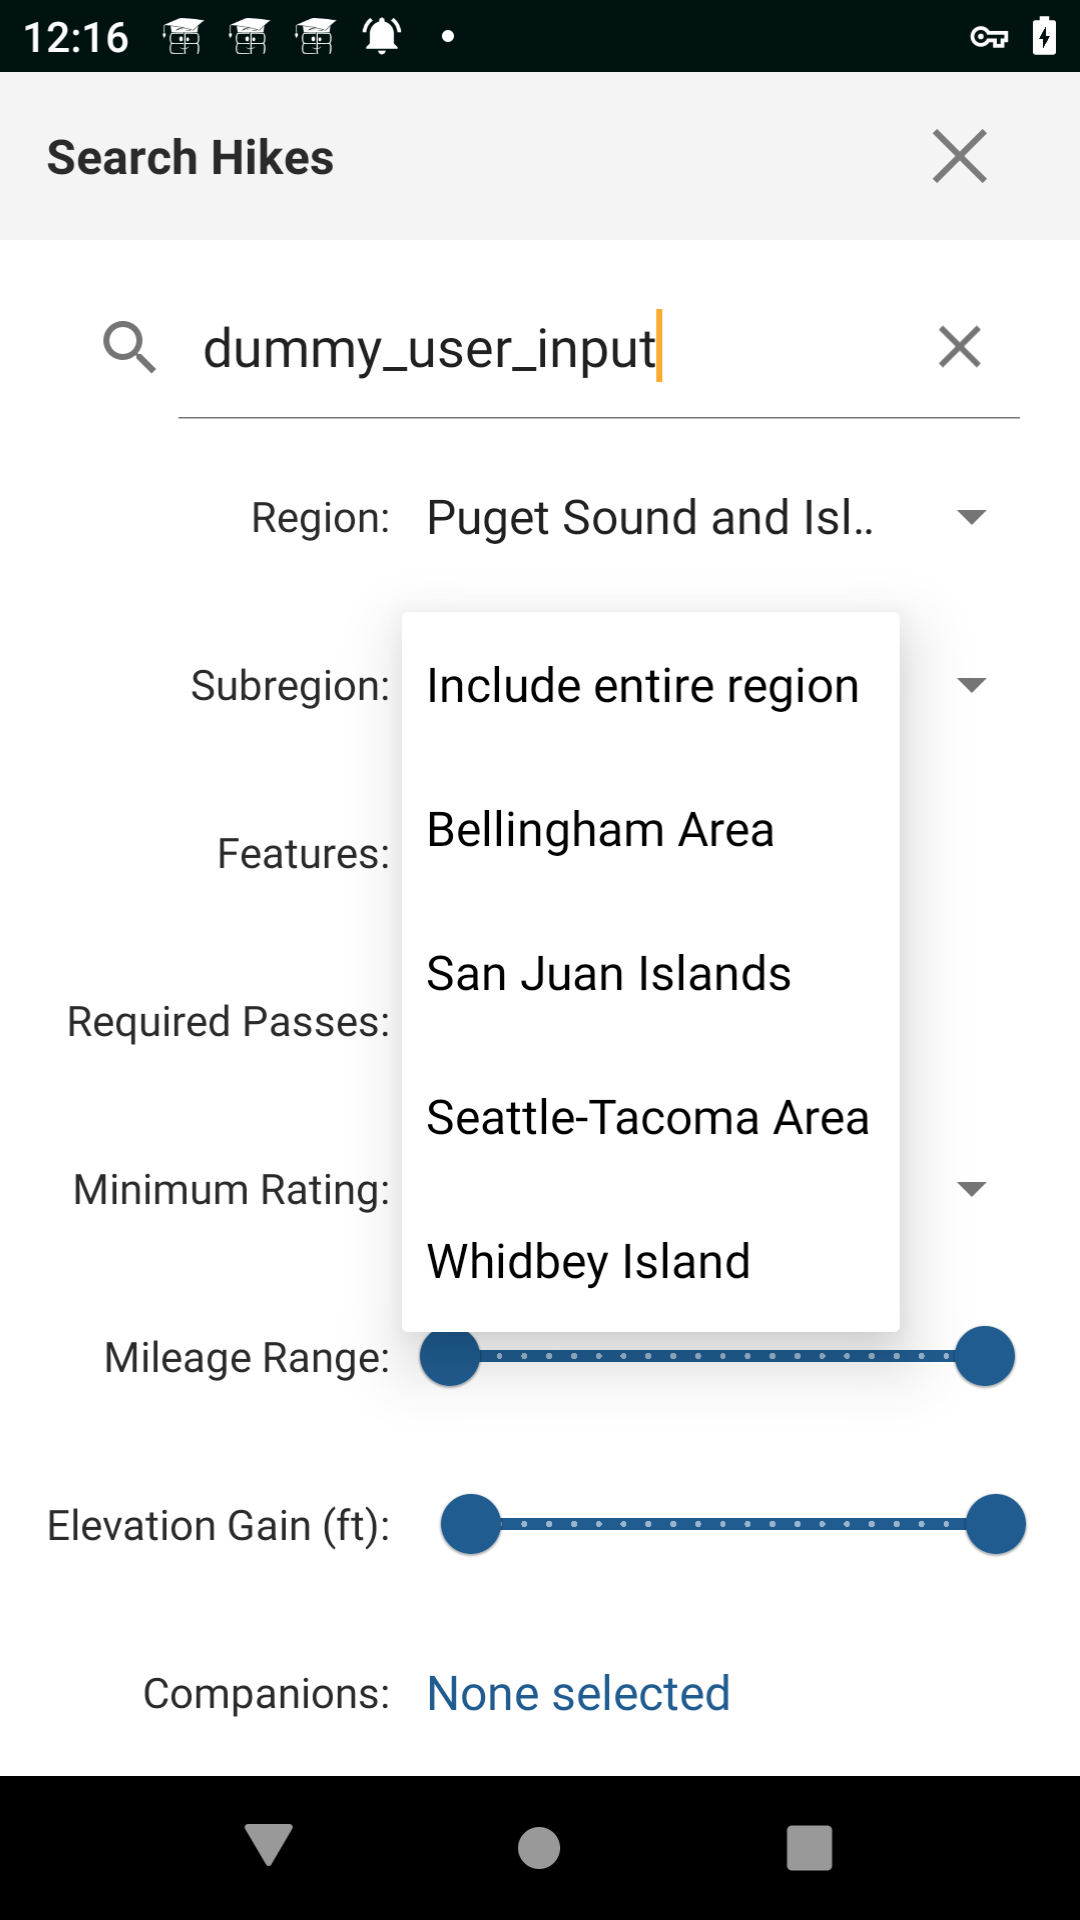 12:16
Search Hikes
dummy_user_input
Region: Puget Sound and Isl..
Subregion:
Include entire region
Bellingham Area
Features:
San Juan Islands
Required Passes:
Seattle-Tacoma Area
Minimum Rating:
Whidbey Island
Mileage Range:
Elevation Gain (ft):
Companions: None selected